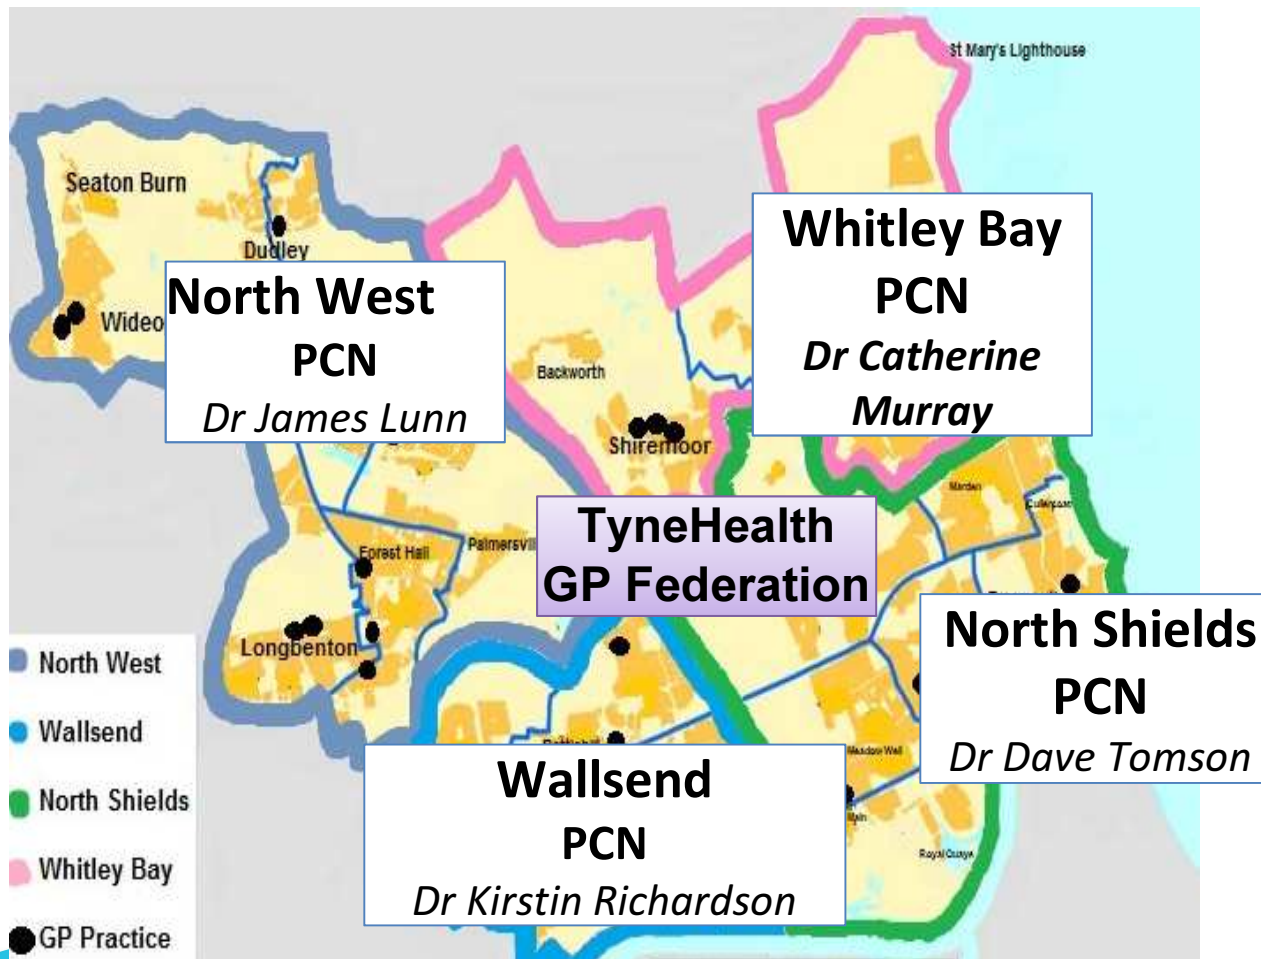 St Mary's Lighthouse
Seaton Burn
Dudley
Whitley Bay
PCN
Dr Catherine
Murray
North West
PCN
Dr James Lunn
Wideo
Backworth
Shiremoor
Marden
Cullercoats
TyneHealth
GP Federation
Forest Hall
Palmersvil
Longbenton
North Shields
PCN
Dr Dave Tomson
Meadow Well
Main
Royal Quays
Wallsend
PCN
Dr Kirstin Richardson
North West
Wallsend
North Shields
Whitley Bay
GP Practice